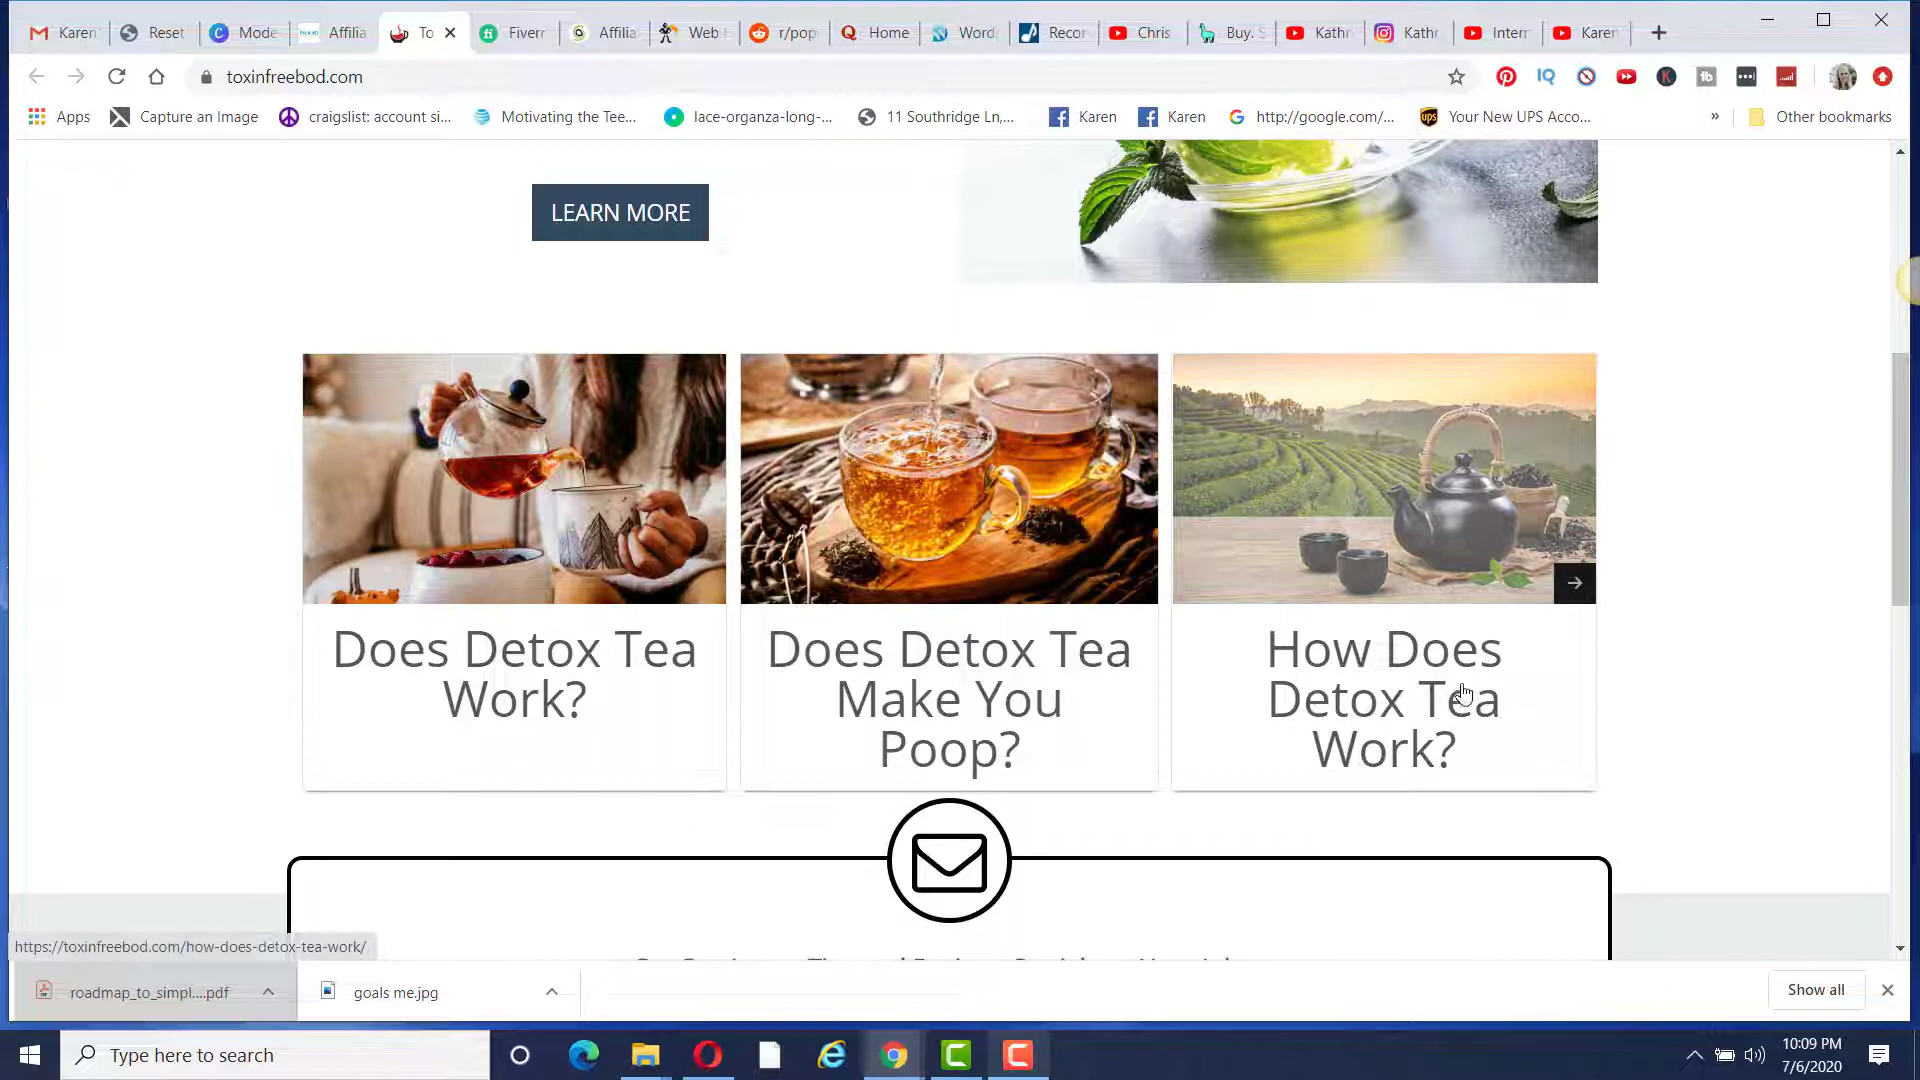 Karen
Reset
Mode
Affilia
To
Fiverr
Affilia
Web
r/pop
Home
Word
Recor
Chris
Buy. S
Kathr
Kathr
Interr
Karen
toxinfreebod.com
Apps
Capture an Image
craigslist: account si...
Motivating the Tee...
lace-organza-long-...
11 Southridge Ln,...
Karen
Karen
http://google.com/...
Your New UPS Acco...
»
Other bookmarks
LEARN MORE
Does Detox Tea
Work?
Does Detox Tea
Make You
Poop?
How Does
Detox Tea
Work?
https://toxinfreebod.com/how-does-detox-tea-work/
roadmap_to_simpl....pdf
goals me.jpg
Show all
Type here to search
10:09 PM
7/6/2020